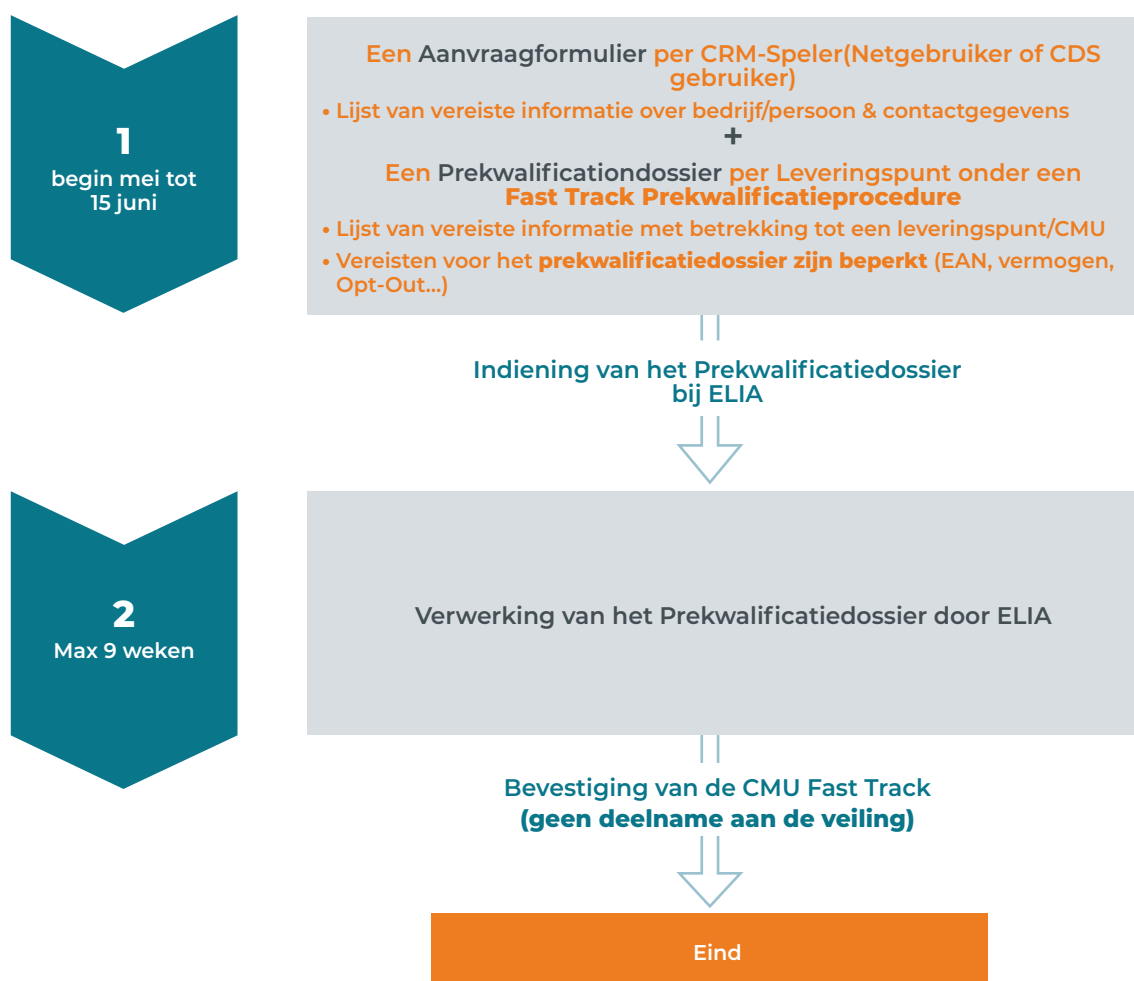 1
begin mei tot
15 juni
Een Aanvraagformulier per CRM-Speler(Netgebruiker of CDS
gebruiker)
• Lijst van vereiste informatie over bedrijf/persoon & contactgegevens
+
Een Prekwalificationdossier per Leveringspunt onder een
Fast Track Prekwalificatieprocedure
• Lijst van vereiste informatie met betrekking tot een leveringspunt/CMU
• Vereisten voor het prekwalificatiedossier zijn beperkt (EAN, vermogen,
Opt-Out...)
Indiening van het Prekwalificatiedossier
bij ELIA
2
Max 9 weken
Verwerking van het Prekwalificatiedossier door ELIA
Bevestiging van de CMU Fast Track
(geen deelname aan de veiling)
Eind